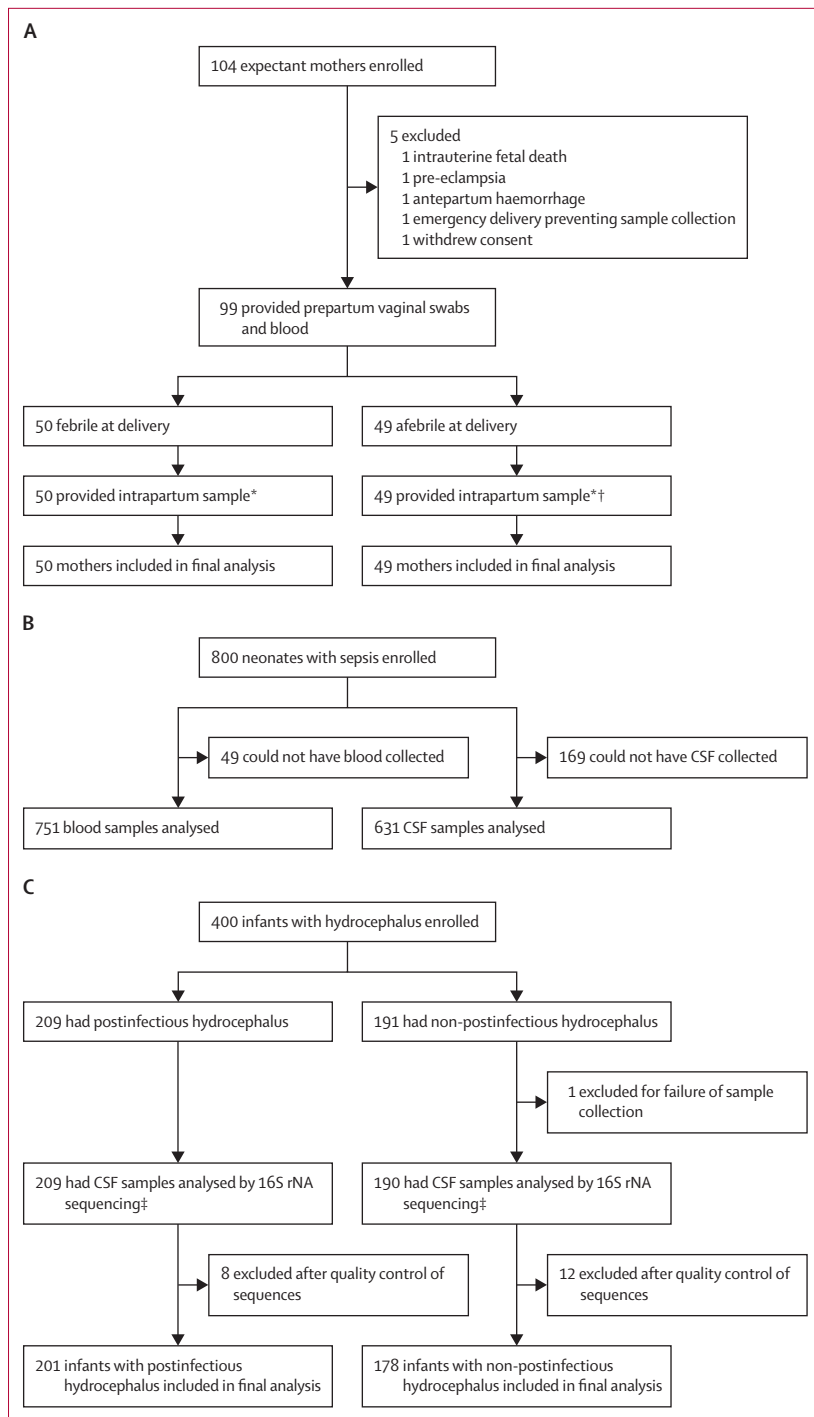 A
104 expectant mothers enrolled
5 excluded
1 intrauterine fetal death
1 pre-eclampsia
1 antepartum haemorrhage
1 emergency delivery preventing sample collection
1 withdrew consent
99 provided prepartum vaginal swabs
and blood
50 febrile at delivery
49 afebrile at delivery
50 provided intrapartum sample*
49 provided intrapartum sample*†
50 mothers included in final analysis
49 mothers included in final analysis
B
800 neonates with sepsis enrolled
49 could not have blood collected
169 could not have CSF collected
751 blood samples analysed
631 CSF samples analysed
C
400 infants with hydrocephalus enrolled
209 had postinfectious hydrocephalus
191 had non-postinfectious hydrocephalus
1 excluded for failure of sample
collection
209 had CSF samples analysed by 16S rNA
sequencing‡
190 had CSF samples analysed by 16S rNA
sequencing‡
8 excluded after quality control of
sequences
12 excluded after quality control of
sequences
201 infants with postinfectious
hydrocephalus included in final analysis
178 infants with non-postinfectious
hydrocephalus included in final analysis